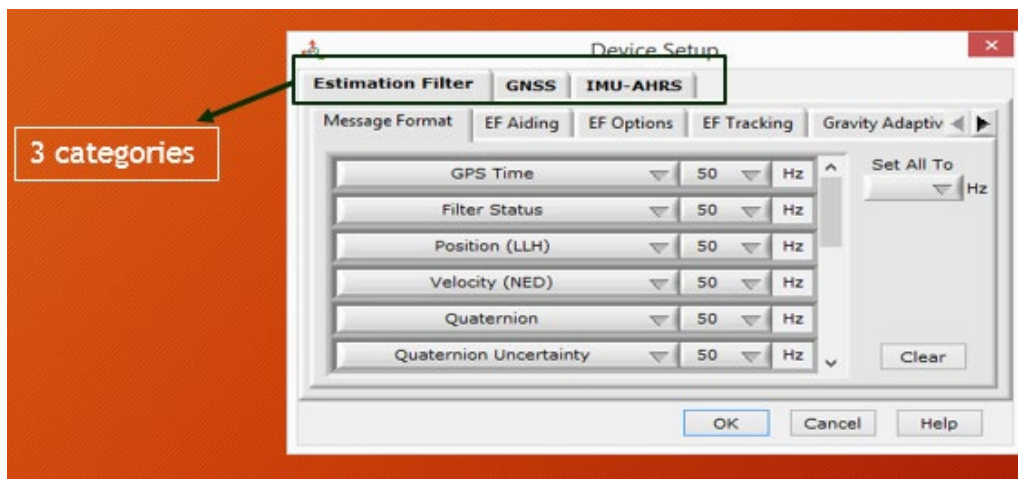 Device Setup
Estimation Filter GNSS IMU-AHRS
3 categories
Message Format EF Aiding EF Options EF Tracking Gravity Adaptiv
GPS Time 50 Hz
Set All To
Hz
Filter Status 50 Hz
Position (LLH) 50 Hz
Velocity (NED) 50 Hz
Quaternion 50 Hz
Quaternion Uncertainty 50 Hz
Clear
OK Cancel Help